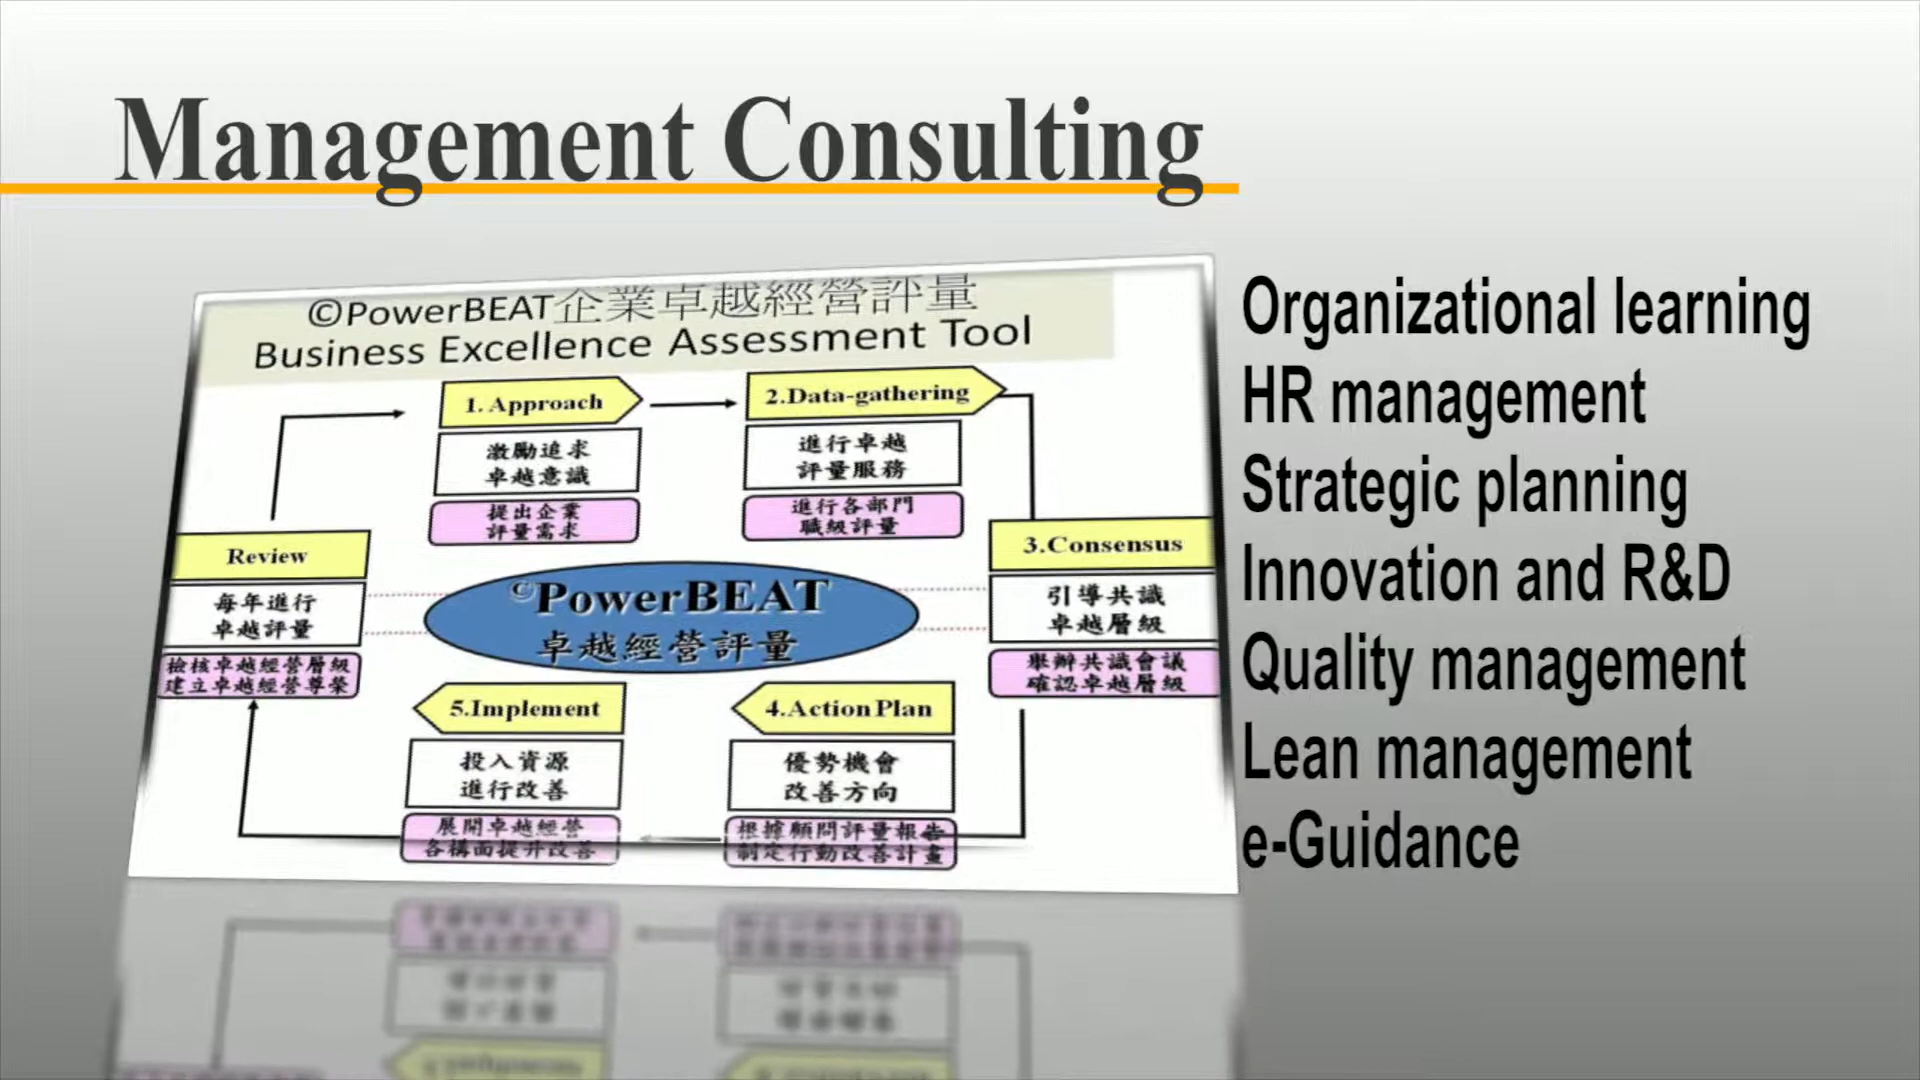 Management Consulting
©PowerBEAT企業卓越經營評量
Business Excellence Assessment Tool
1. Approach
激勵追求
卓越意識
提出企業
評量需求
2.Data-gathering
進行卓越
評量服務
進行各部門
職級評量
3.Consensus
引導共識
卓越層級
舉辦共識會議
確認卓越層級
4.Action Plan
優勢機會
改善方向
根據顧問評量報告
制定行動改善計畫
5.Implement
投入資源
進行改善
展開卓越經營
各構面提升改善
Review
每年進行
卓越評量
檢核卓越經營層級
建立卓越經營尊榮
©PowerBEAT
卓越經營評量
Organizational learning
HR management
Strategic planning
Innovation and R&D
Quality management
Lean management
e-Guidance